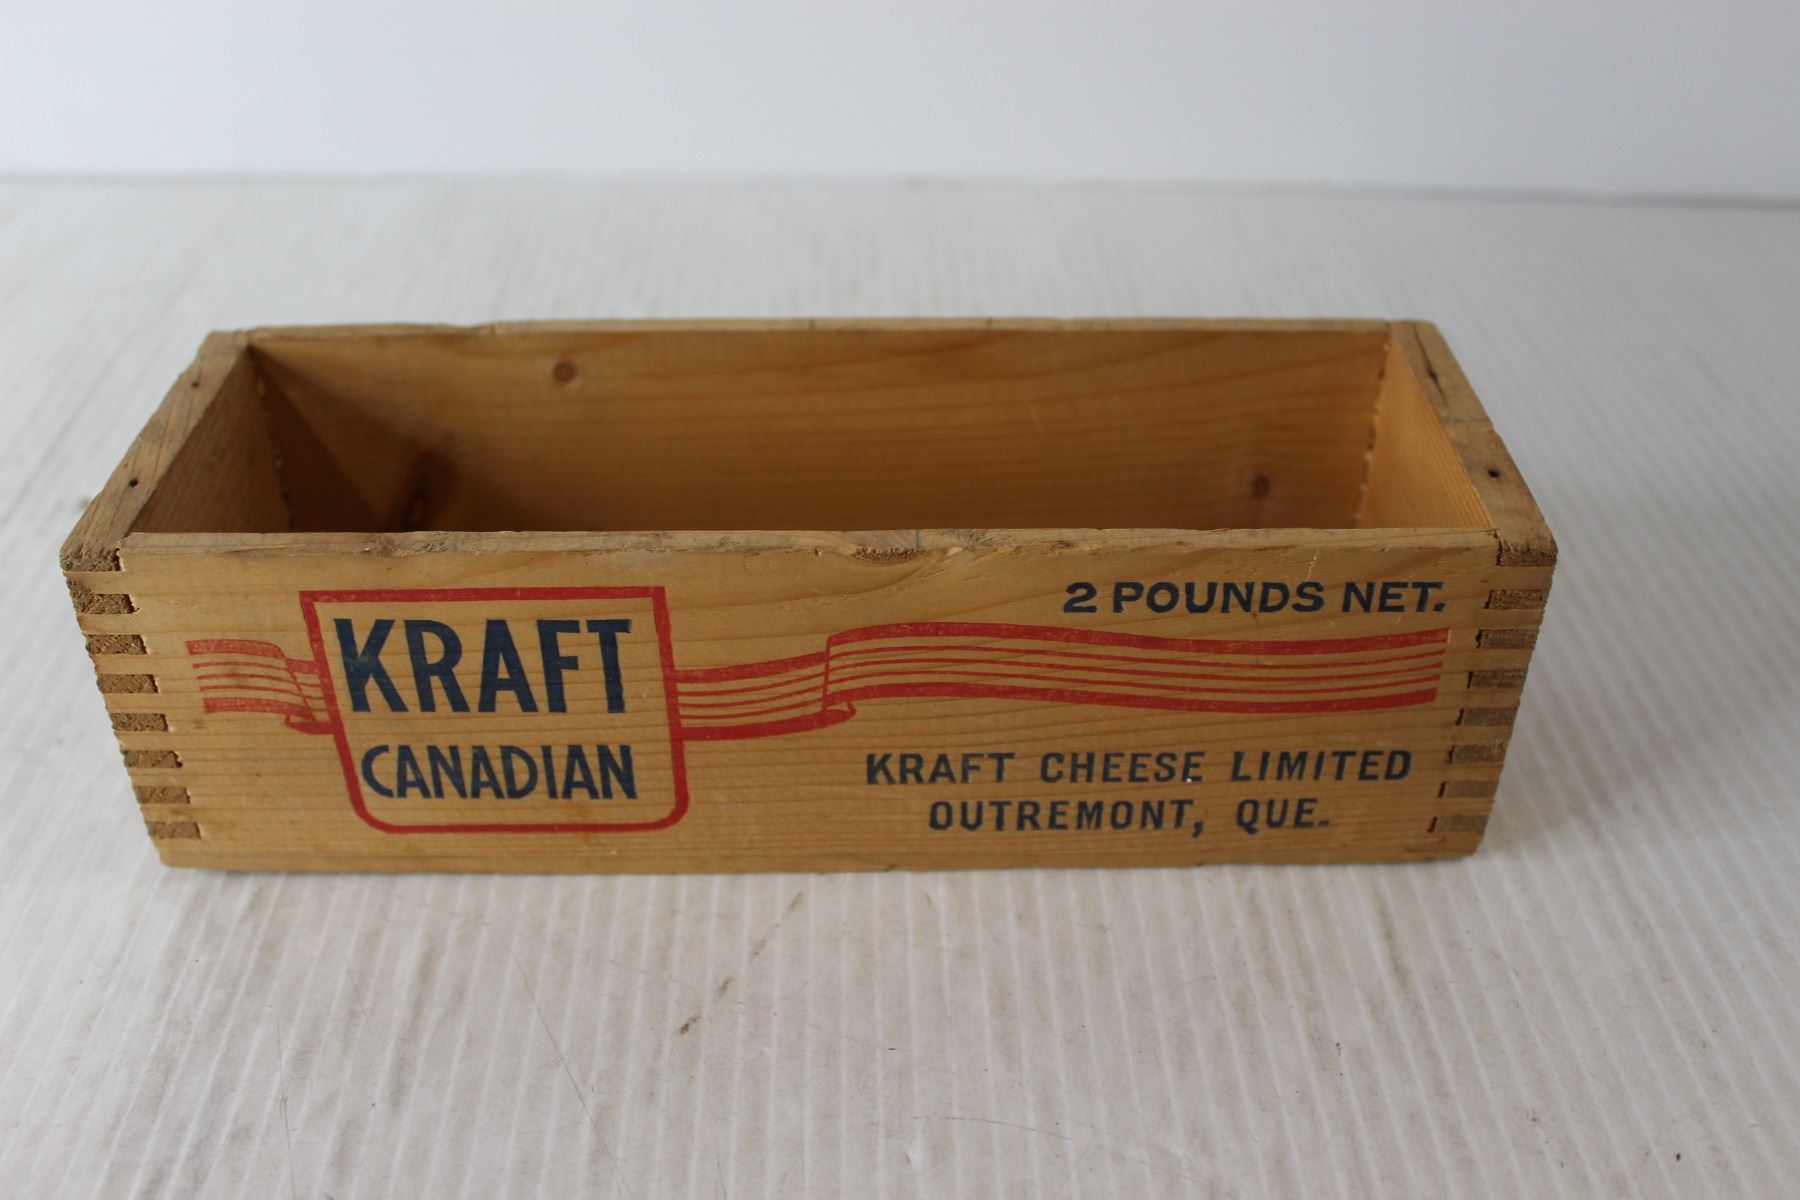 KRAFT
CANADIAN
2 POUNDS NET.
KRAFT CHEESE LIMITED
OUTREMONT, QUE.